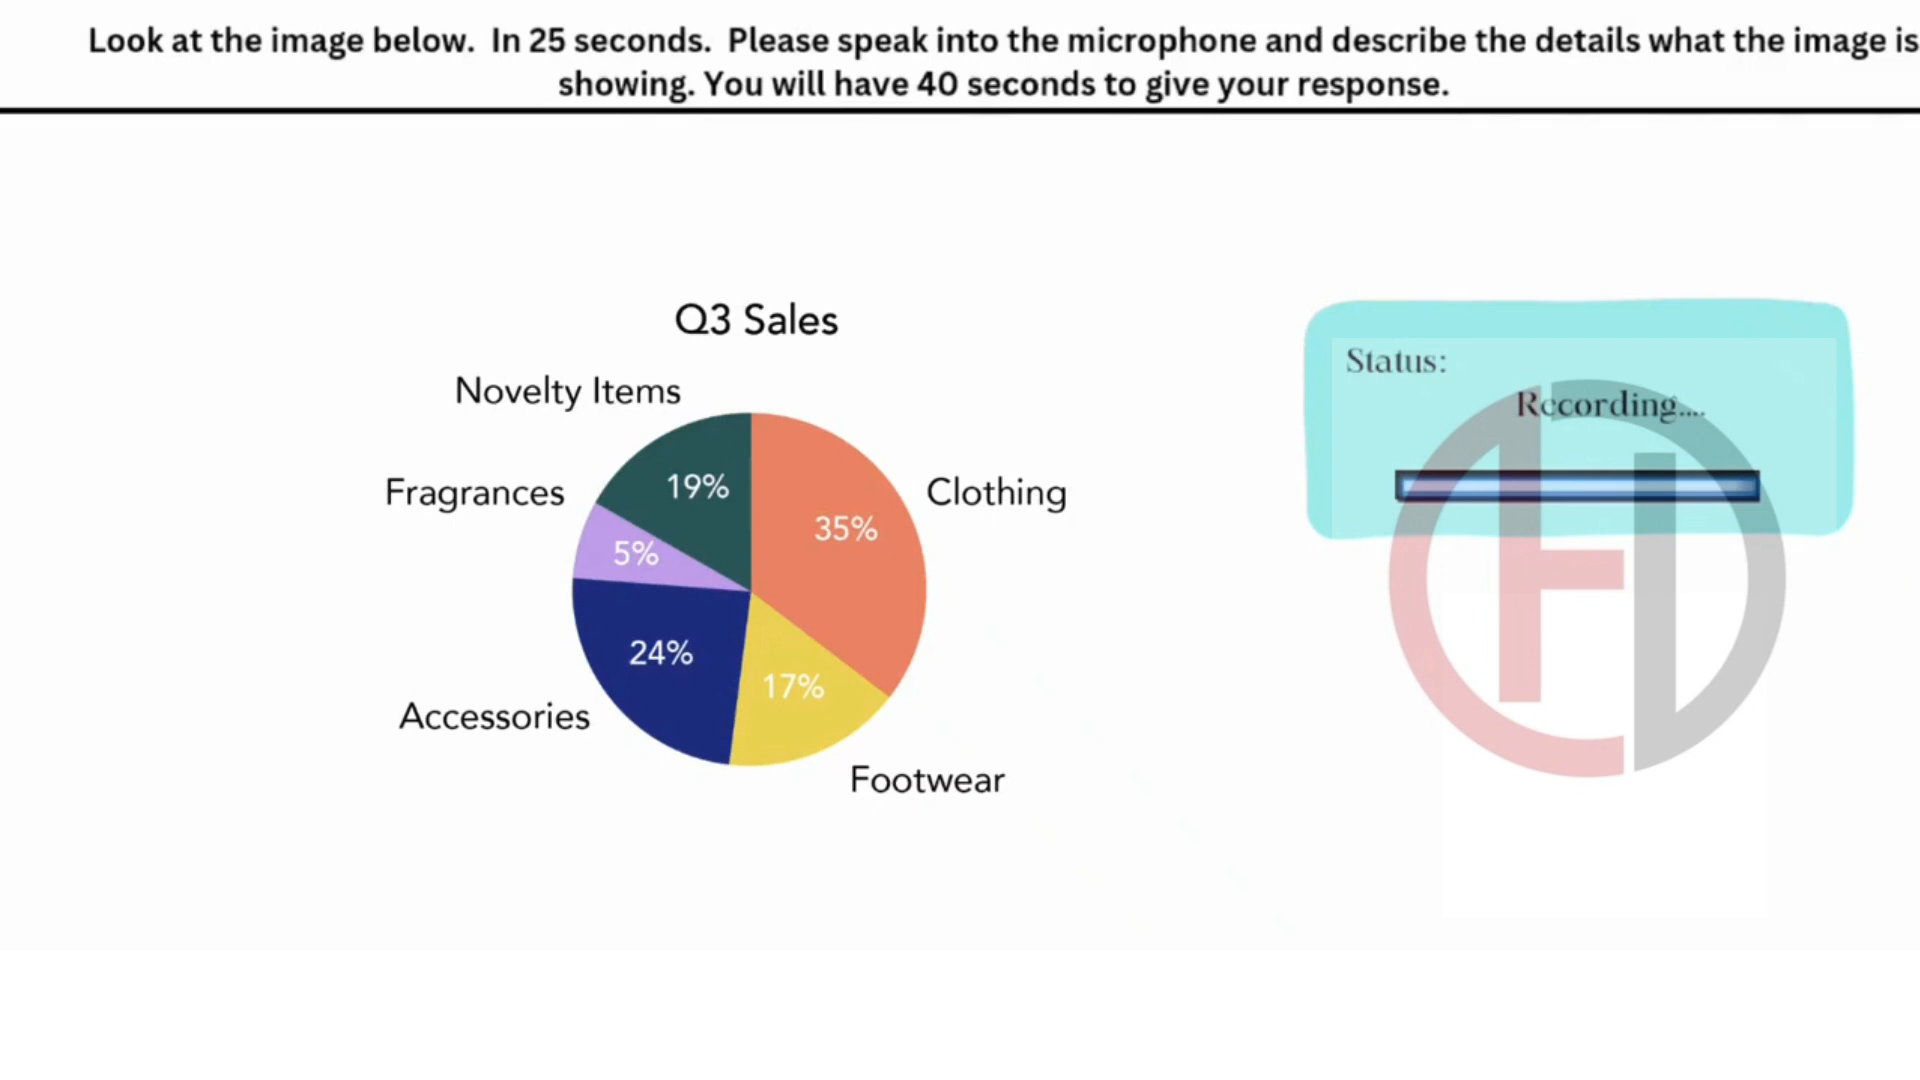 Look at the image below. In 25 seconds. Please speak into the microphone and describe the details what the image is
showing. You will have 40 seconds to give your response.
Q3 Sales
Novelty Items
19%
Fragrances
5%
Clothing
35%
24%
Accessories
17%
Footwear
Status:
Recording....